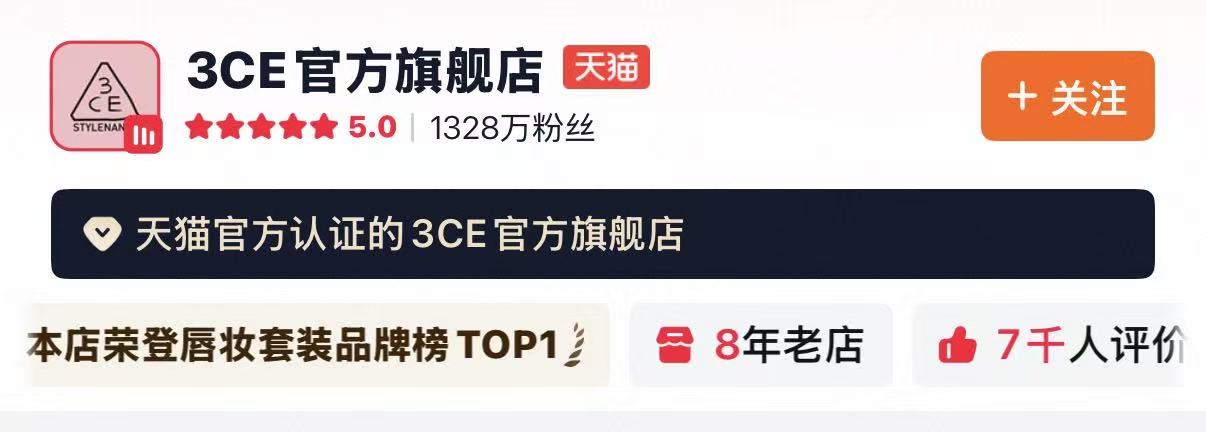 3
CE
STYLENAN
3CE官方旗舰店 天猫
5.0 | 1328万粉丝
+ 关注
天猫官方认证的3CE官方旗舰店
本店荣登唇妆套装品牌榜TOP1
8年老店
7千人评价